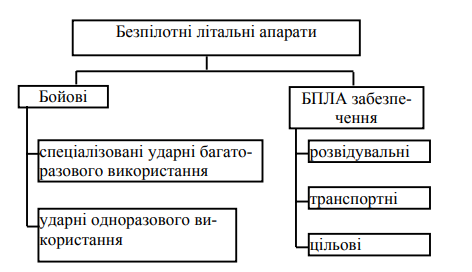 Безпілотні літальні апарати
Бойові
спеціалізовані ударні багато-
разового використання
ударні одноразового ви-
користання
БПЛА забезпе-
чення
розвідувальні
транспортні
цільові